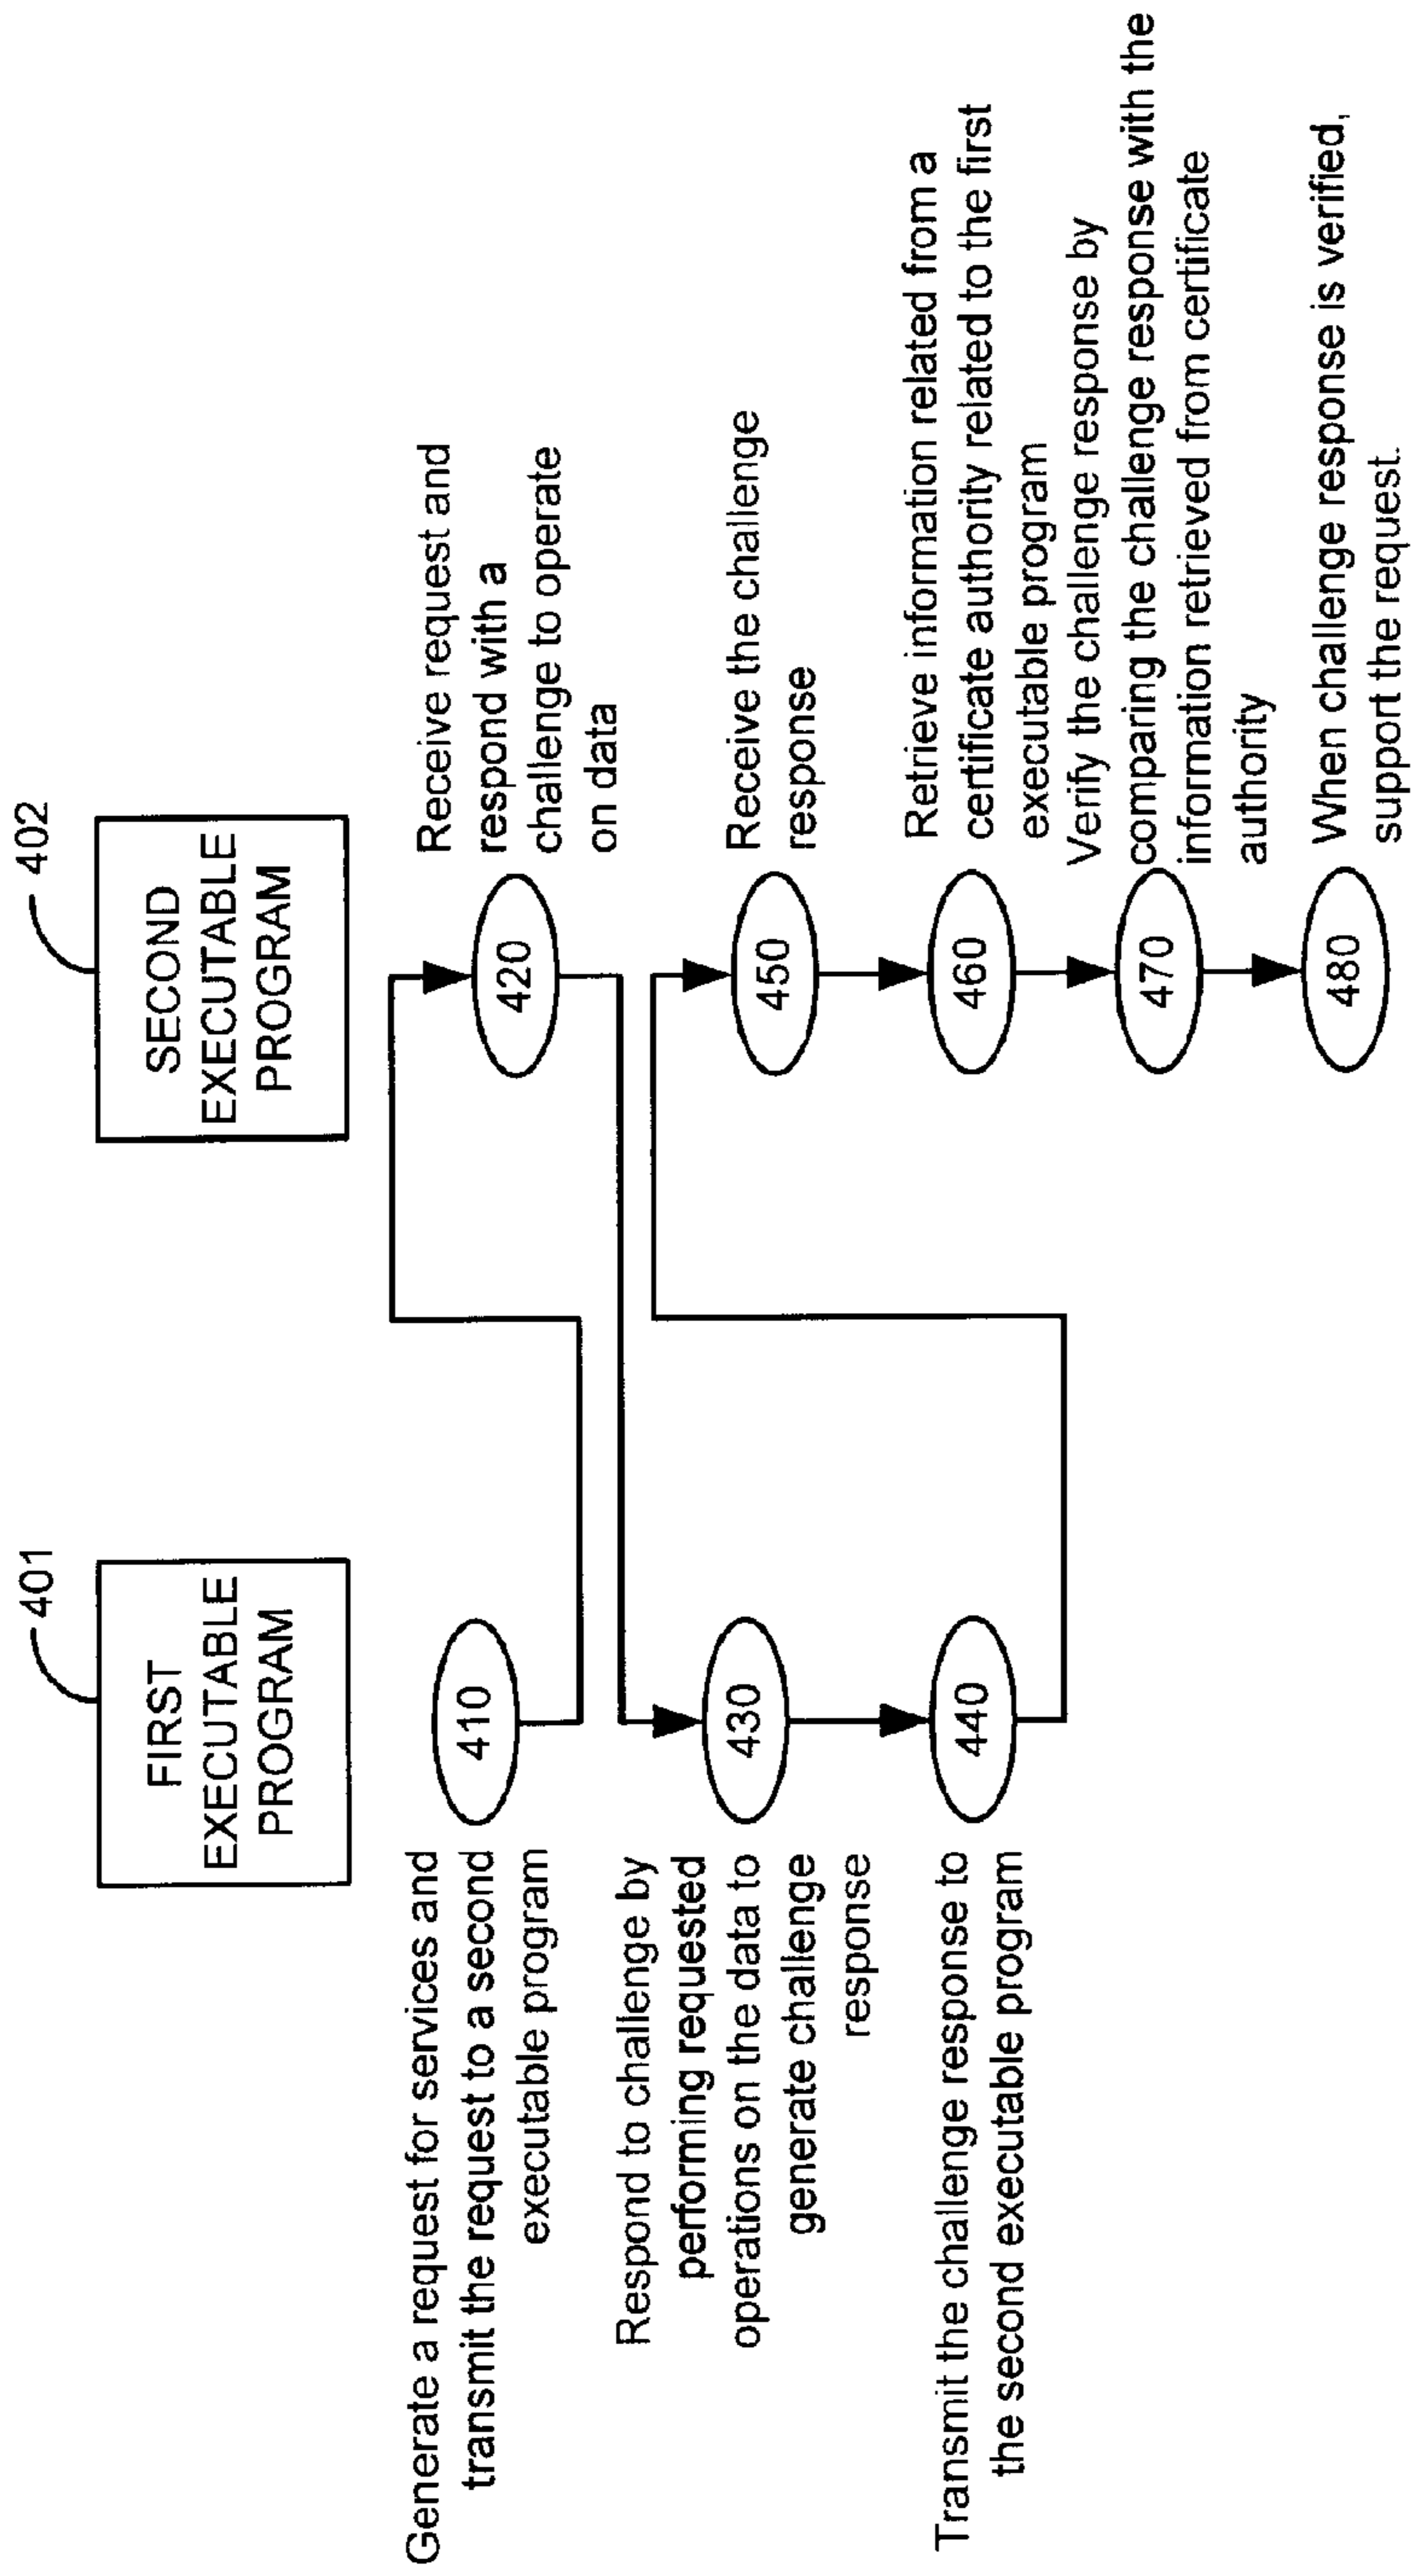 401
FIRST
EXECUTABLE
PROGRAM
402
SECOND
EXECUTABLE
PROGRAM
Generate a request for services and
transmit the request to a second
executable program
410
420
Receive request and
respond with a
challenge to operate
on data
Respond to challenge by
performing requested
operations on the data to
generate challenge
response
430
450
Receive the challenge
response
Transmit the challenge response to
the second executable program
440
460
Retrieve information related from a
certificate authority related to the first
executable program
470
Verify the challenge response by
comparing the challenge response with the
information retrieved from certificate
authority
480
When challenge response is verified,
support the request.